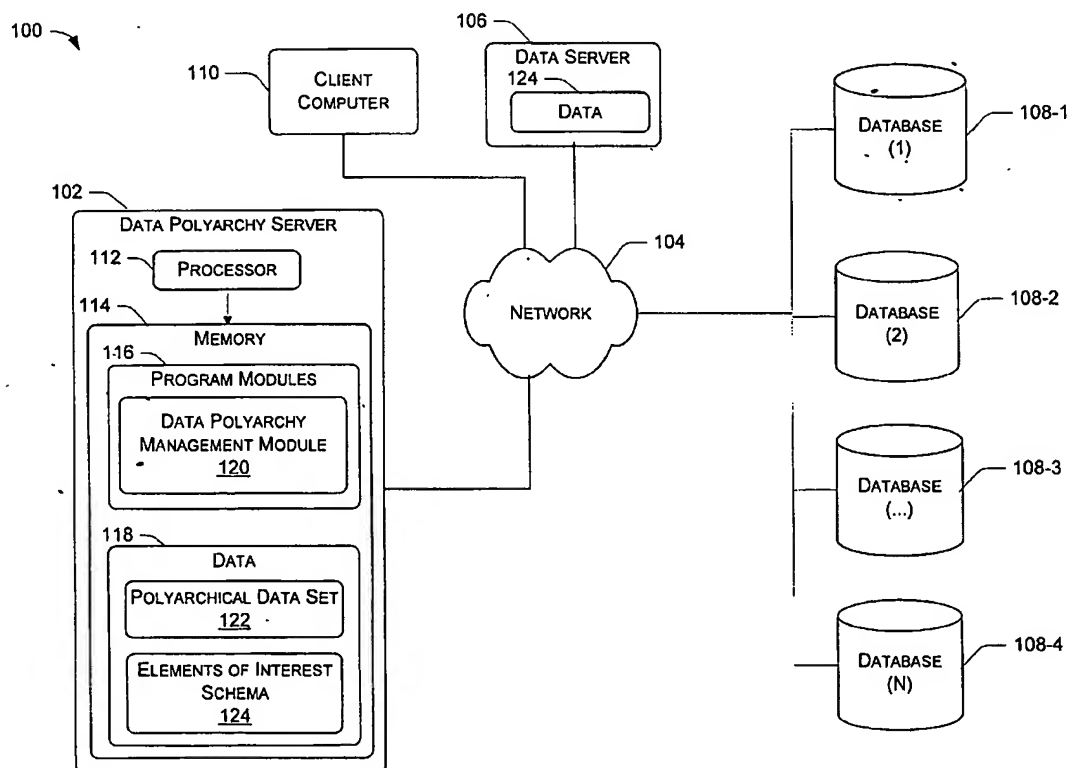 100
106
110
CLIENT
COMPUTER
DATA SERVER
124
DATA
DATABASE
(1)
108-1
102
DATA POLYARCHY SERVER
112
PROCESSOR
114
MEMORY
116
PROGRAM MODULES
DATA POLYARCHY
MANAGEMENT MODULE
120
118
DATA
POLYARCHICAL DATA SET
122
ELEMENTS OF INTEREST
SCHEMA
124
104
NETWORK
DATABASE
(2)
108-2
DATABASE
(...)
108-3
DATABASE
(N)
108-4